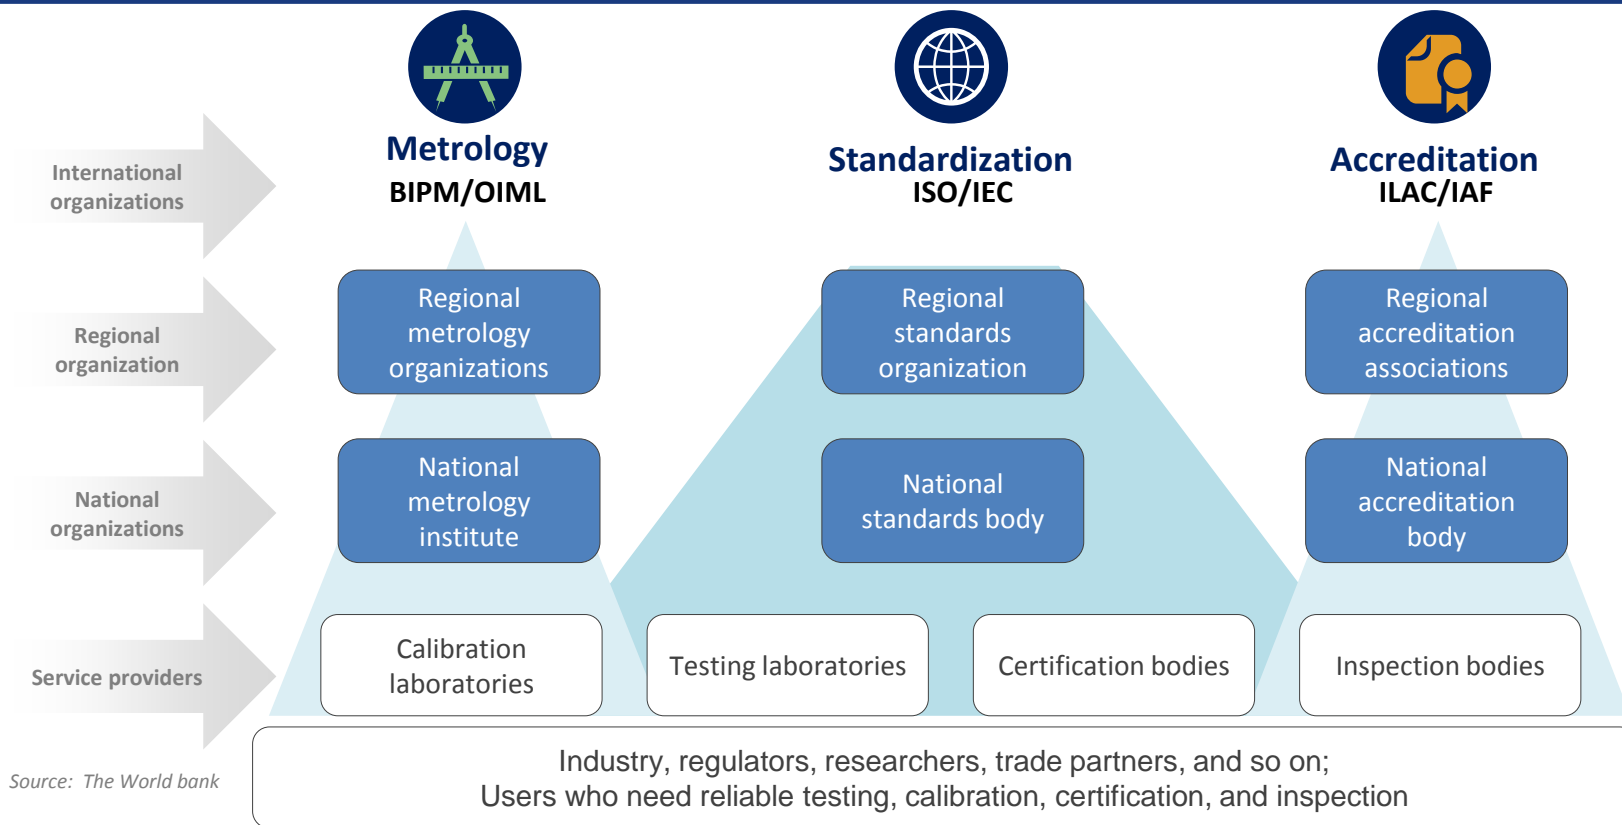 Metrology
BIPM/OIML
Standardization
ISO/IEC
Accreditation
ILAC/IAF
International
organizations
Regional
organization
Regional
metrology
organizations
Regional
standards
organization
Regional
accreditation
associations
National
organizations
National
metrology
institute
National
standards body
National
accreditation
body
Service providers
Calibration
laboratories
Testing laboratories
Certification bodies
Inspection bodies
Industry, regulators, researchers, trade partners, and so on;
Users who need reliable testing, calibration, certification, and inspection
Source: The World bank